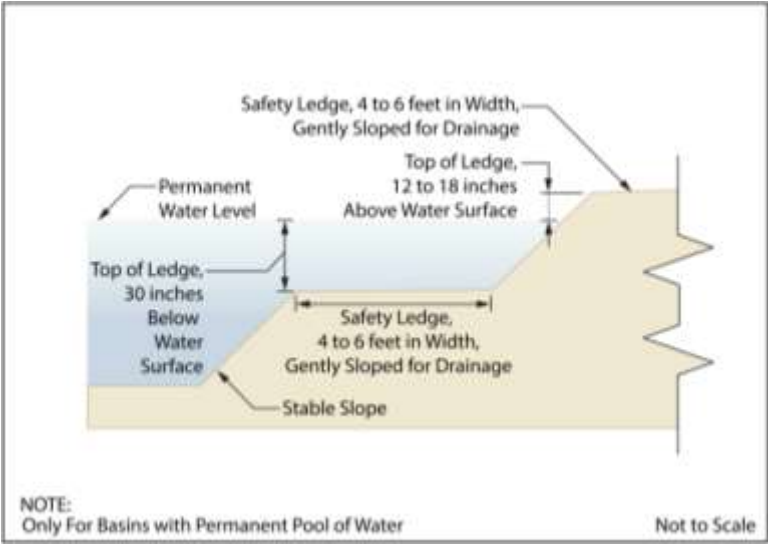 Safety Ledge, 4 to 6 feet in Width,
Gently Sloped for Drainage
Top of Ledge,
12 to 18 inches
Above Water Surface
Permanent
Water Level
Top of Ledge,
30 inches
Below
Water
Surface
Safety Ledge,
4 to 6 feet in Width,
Gently Sloped for Drainage
Stable Slope
NOTE:
Only For Basins with Permanent Pool of Water
Not to Scale